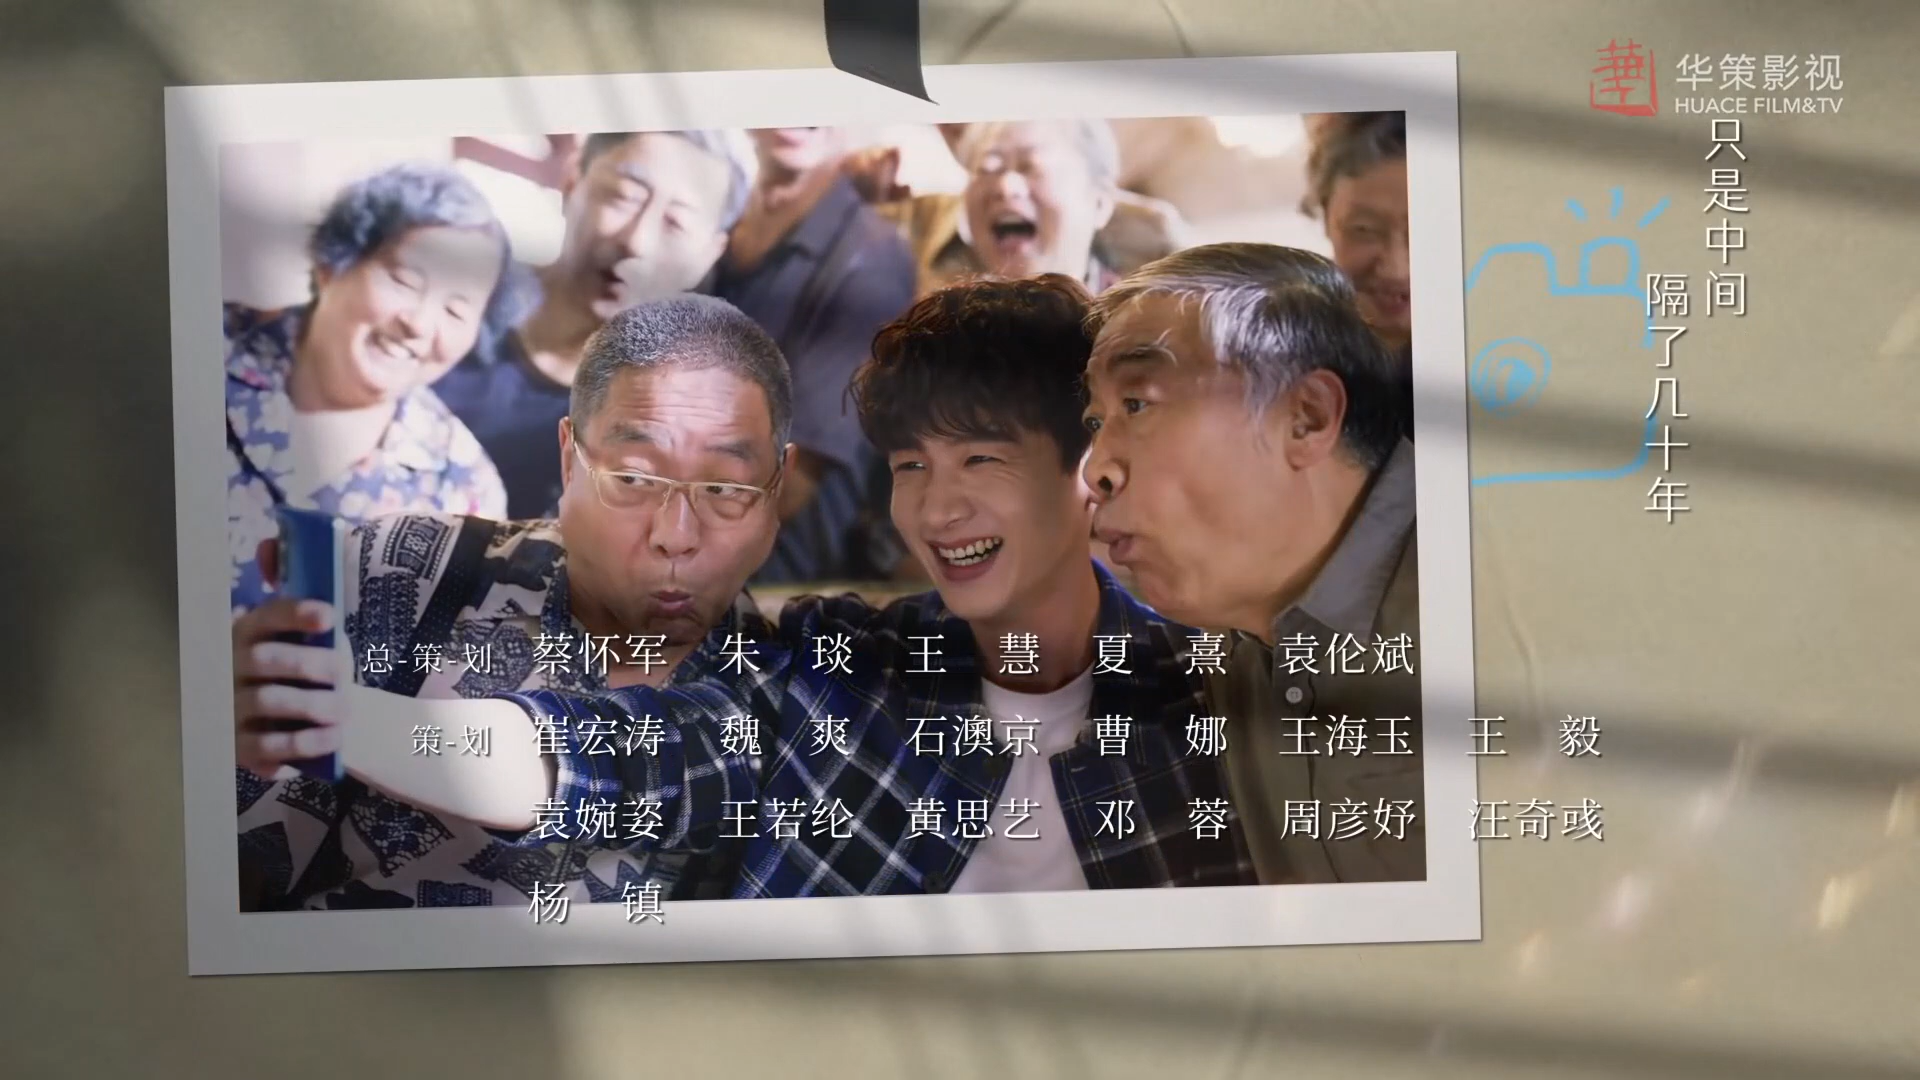 华策影视
HUACE FILM&TV
只是中间
隔了几十年
总-策-划 蔡怀军 朱 琰 王 慧 夏 熹 袁伦斌
策-划 崔宏涛 魏 爽 石澳京 曹 娜 王海玉 王 毅
袁婉姿 王若纶 黄思艺 邓 蓉 周彦妤 汪奇彧
杨 镇